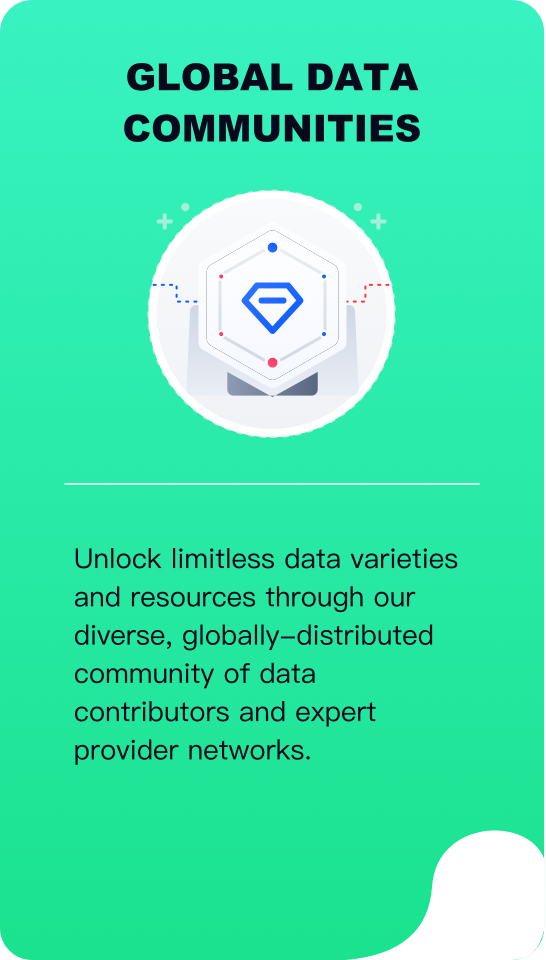 GLOBAL DATA
COMMUNITIES
Unlock limitless data varieties
and resources through our
diverse, globally–distributed
community of data
contributors and expert
provider networks.